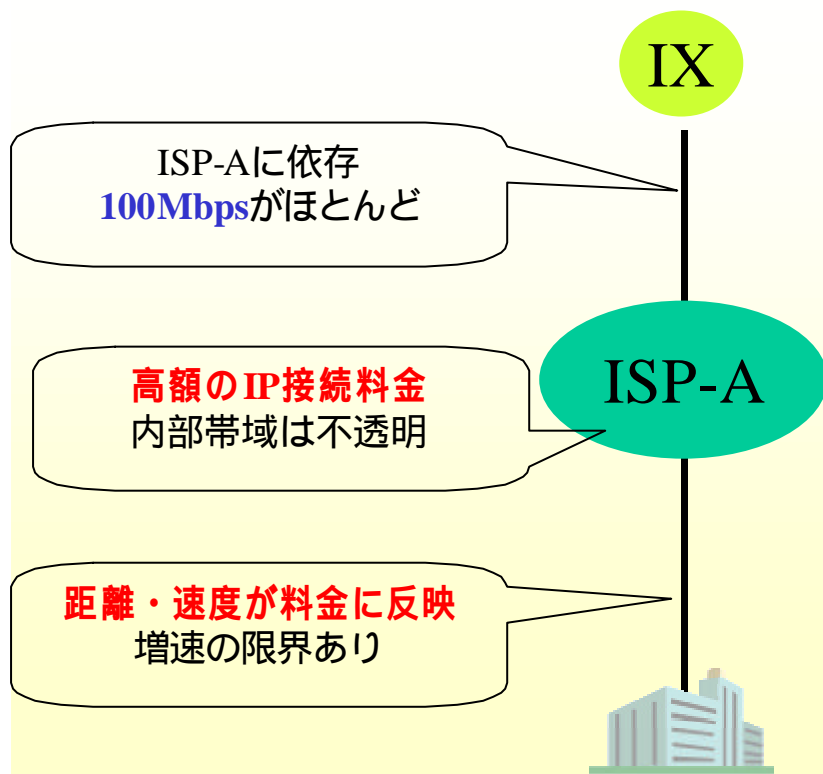 IX
ISP-Aに依存
100Mbpsがほとんど
高額のIP接続料金
内部帯域は不透明
ISP-A
距離・速度が料金に反映
増速の限界あり